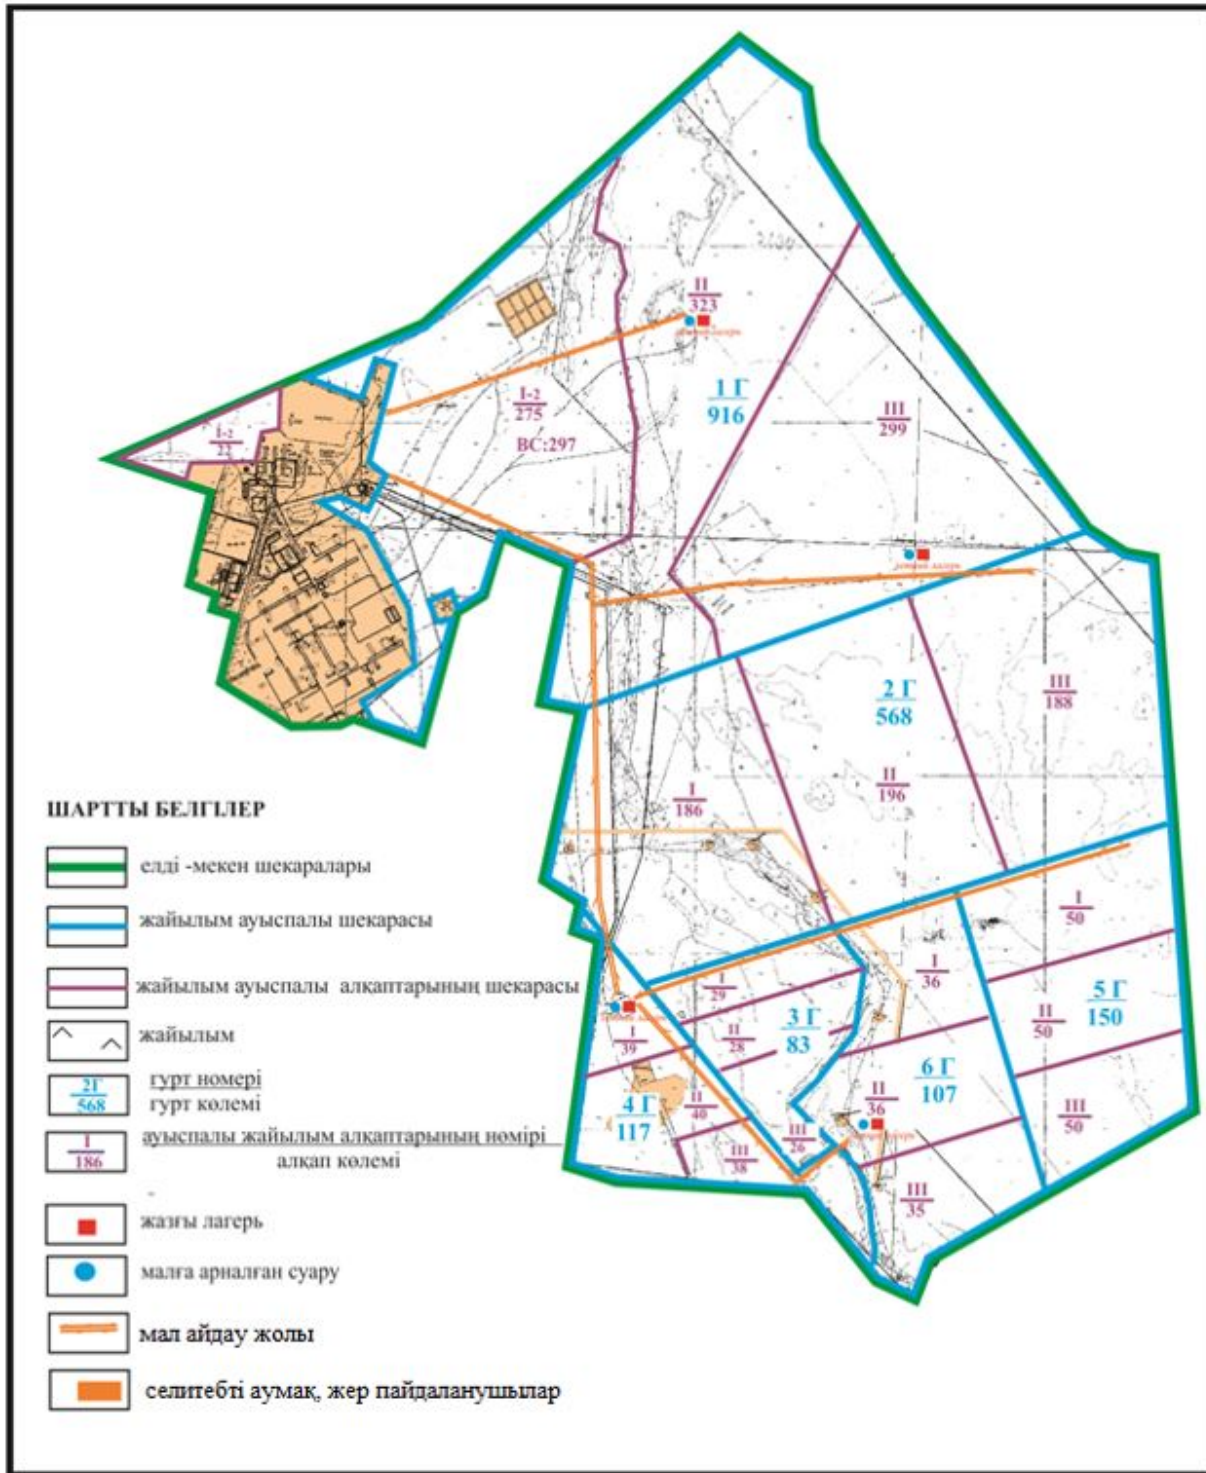 II
323
1 Г
916
I-2
275
ВС:297
III
299
I-2
22
летний лагерь
2 Г
568
III
188
II
196
I
186
I
50
I
36
I
29
5 Г
150
II
50
3 Г
83
II
28
I
39
6 Г
107
II
36
II
40
4 Г
117
III
50
III
26
III
38
III
35
ШАРТТЫ БЕЛГІЛЕР
елді -мекен шекаралары
жайылым ауыспалы шекарасы
жайылым ауыспалы алқаптарының шекарасы
жайылым
2Г
568
гурт номері
гурт көлемі
I
186
ауыспалы жайылым алқаптарының нөмірі
алқап көлемі
жазғы лагерь
малға арналған суару
мал айдау жолы
селитебті аумақ, жер пайдаланушылар